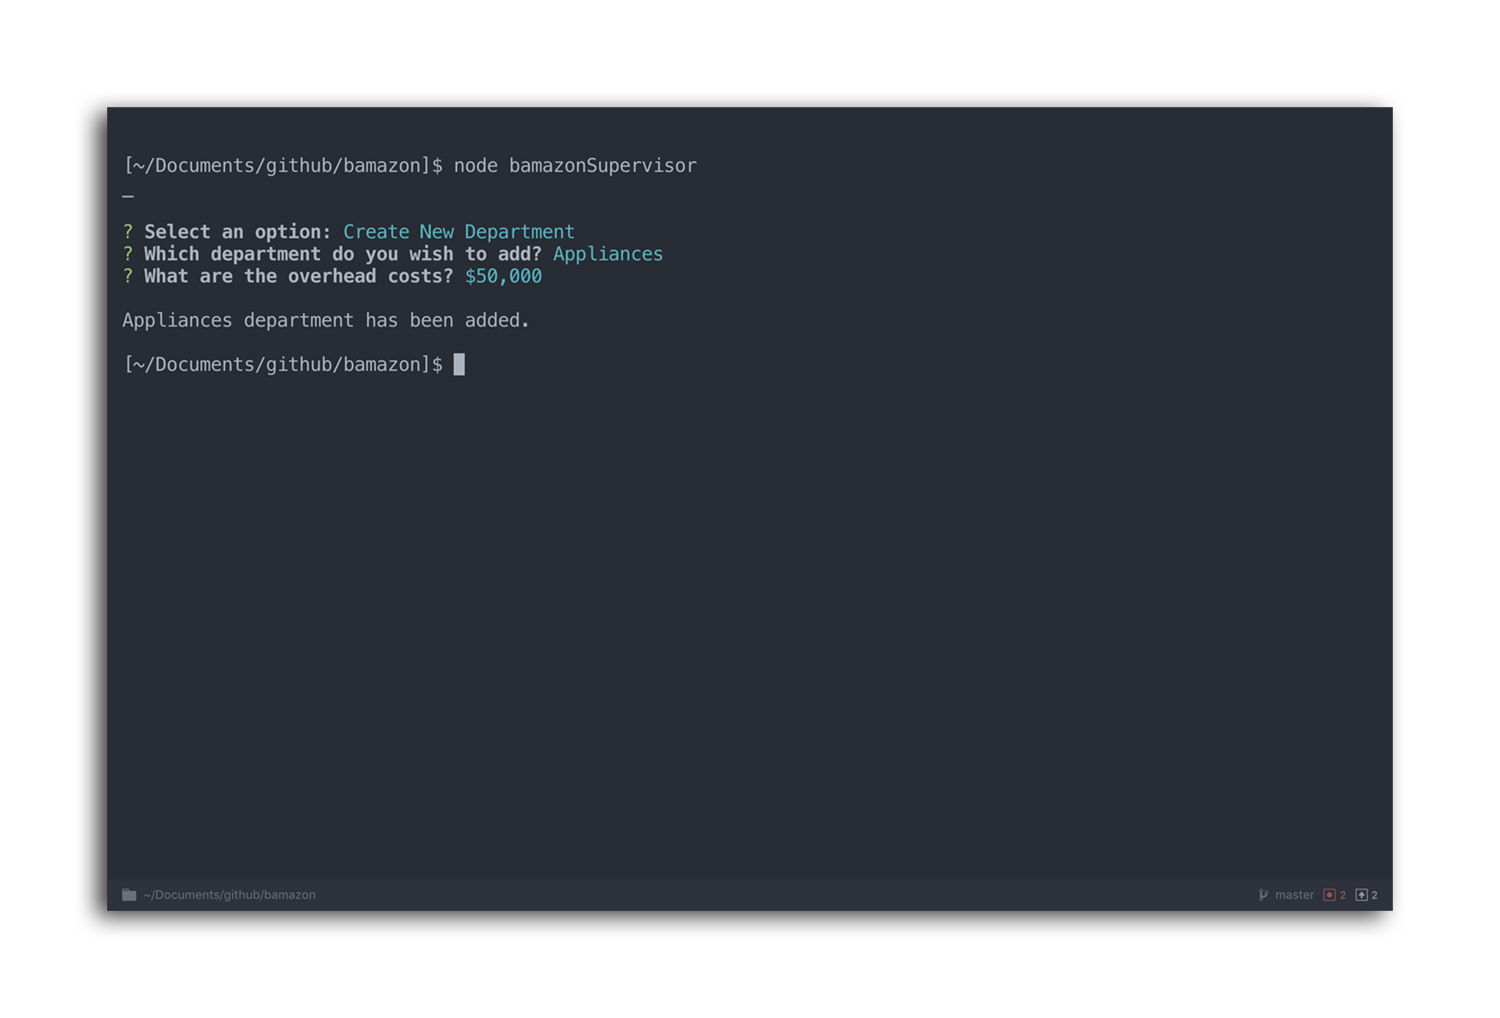 [~/Documents/github/bamazon]$ node bamazonSupervisor
_
? Select an option: Create New Department
? Which department do you wish to add? Appliances
? What are the overhead costs? $50,000
Appliances department has been added.
[~/Documents/github/bamazon]$
~/Documents/github/bamazon master 2 2